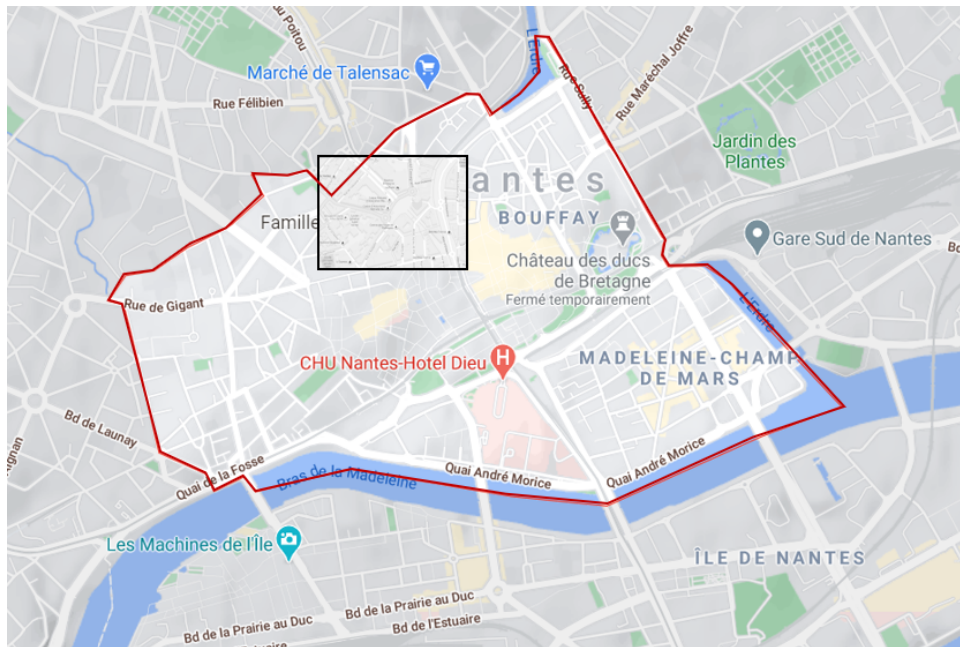 L'Erdre
Rue du Poitou
Marché de Talensac
Rue Sully
Rue Maréchal Joffre
Rue Félibien
Jardin des
Plantes
antes
Famille
BOUFFAY
Gare Sud de Nantes
Château des ducs
de Bretagne
Fermé temporairement
Rue de Gigant
L'Erdre
CHU Nantes-Hotel Dieu
H
MADELEINE-CHAMP
DE MARS
Bd de Launay
Quai de la Fosse
Bras de la Madeleine
Quai André Morice
Quai André Morice
Les Machines de l'Île
ÎLE DE NANTES
Bd de la Prairie au Duc
Bd de la Prairie au Duc
Bd de l'Estuaire